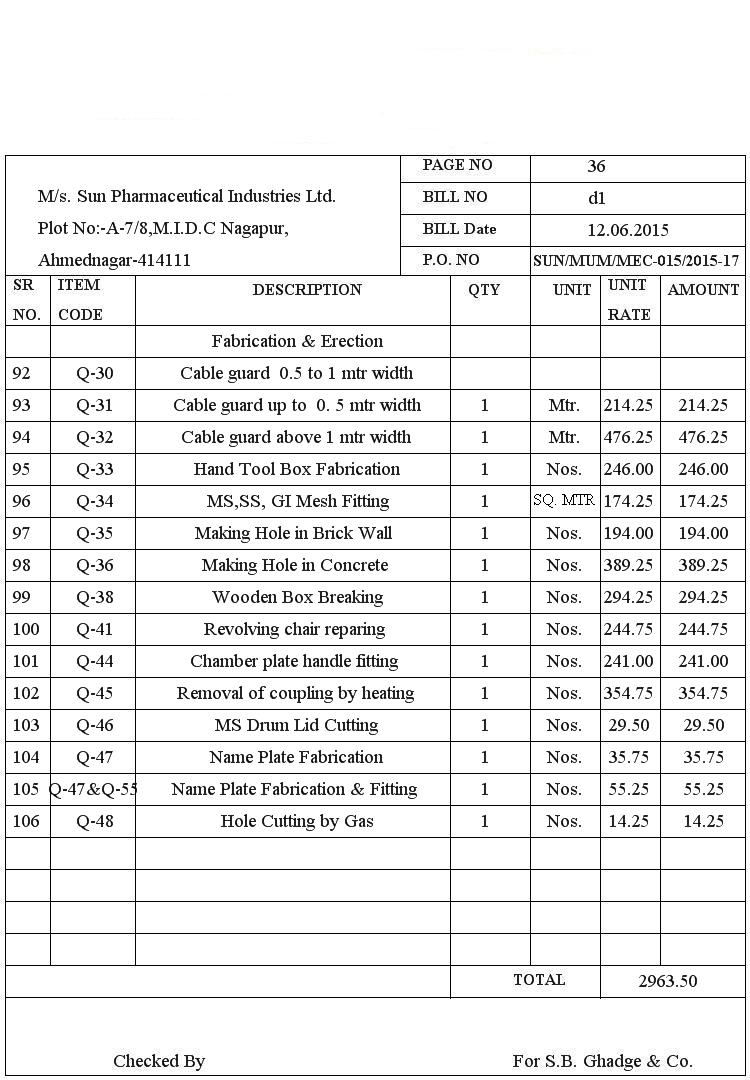 PAGE NO 36
M/s. Sun Pharmaceutical Industries Ltd. BILL NO d1
Plot No:-A-7/8,M.I.D.C Nagapur, BILL Date 12.06.2015
Ahmednagar-414111 P.O. NO SUN/MUM/MEC-015/2015-17
SR NO. ITEM CODE DESCRIPTION QTY UNIT UNIT RATE AMOUNT
Fabrication & Erection
92 Q-30 Cable guard 0.5 to 1 mtr width
93 Q-31 Cable guard up to 0. 5 mtr width 1 Mtr. 214.25 214.25
94 Q-32 Cable guard above 1 mtr width 1 Mtr. 476.25 476.25
95 Q-33 Hand Tool Box Fabrication 1 Nos. 246.00 246.00
96 Q-34 MS,SS, GI Mesh Fitting 1 SQ. MTR 174.25 174.25
97 Q-35 Making Hole in Brick Wall 1 Nos. 194.00 194.00
98 Q-36 Making Hole in Concrete 1 Nos. 389.25 389.25
99 Q-38 Wooden Box Breaking 1 Nos. 294.25 294.25
100 Q-41 Revolving chair reparing 1 Nos. 244.75 244.75
101 Q-44 Chamber plate handle fitting 1 Nos. 241.00 241.00
102 Q-45 Removal of coupling by heating 1 Nos. 354.75 354.75
103 Q-46 MS Drum Lid Cutting 1 Nos. 29.50 29.50
104 Q-47 Name Plate Fabrication 1 Nos. 35.75 35.75
105 Q-47&Q-55 Name Plate Fabrication & Fitting 1 Nos. 55.25 55.25
106 Q-48 Hole Cutting by Gas 1 Nos. 14.25 14.25
TOTAL 2963.50
Checked By For S.B. Ghadge & Co.